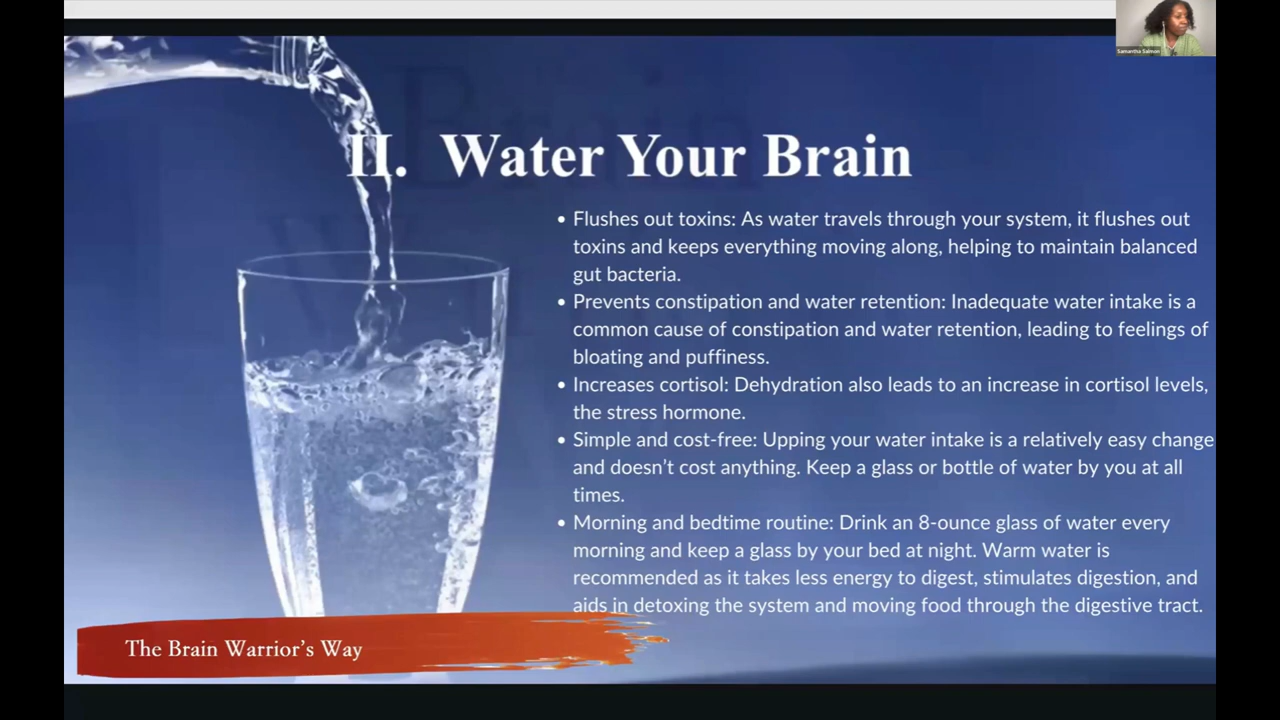 Samantha Salmon
II. Water Your Brain
• Flushes out toxins: As water travels through your system, it flushes out
toxins and keeps everything moving along, helping to maintain balanced
gut bacteria.
• Prevents constipation and water retention: Inadequate water intake is a
common cause of constipation and water retention, leading to feelings of
bloating and puffiness.
• Increases cortisol: Dehydration also leads to an increase in cortisol levels,
the stress hormone.
• Simple and cost-free: Upping your water intake is a relatively easy change
and doesn’t cost anything. Keep a glass or bottle of water by you at all
times.
• Morning and bedtime routine: Drink an 8-ounce glass of water every
morning and keep a glass by your bed at night. Warm water is
recommended as it takes less energy to digest, stimulates digestion, and
aids in detoxing the system and moving food through the digestive tract.
The Brain Warrior’s Way